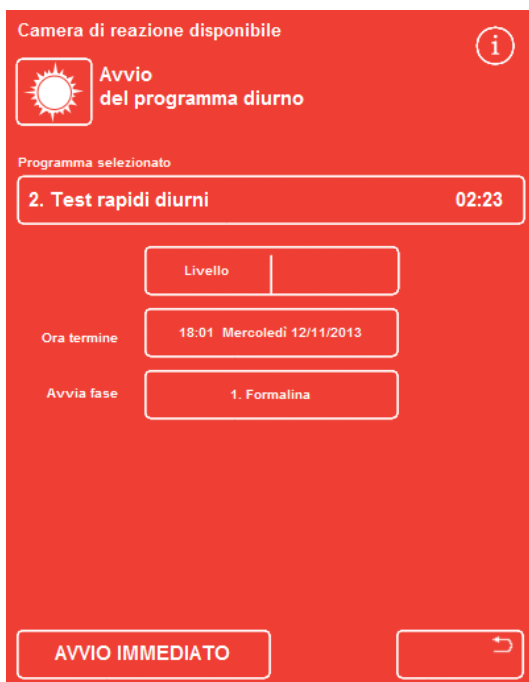 Camera di reazione disponibile
i
Avvio
del programma diurno
Programma selezionato
2. Test rapidi diurni 02:23
Livello
Ora termine 18:01 Mercoledì 12/11/2013
Avvia fase 1. Formalina
AVVIO IMMEDIATO